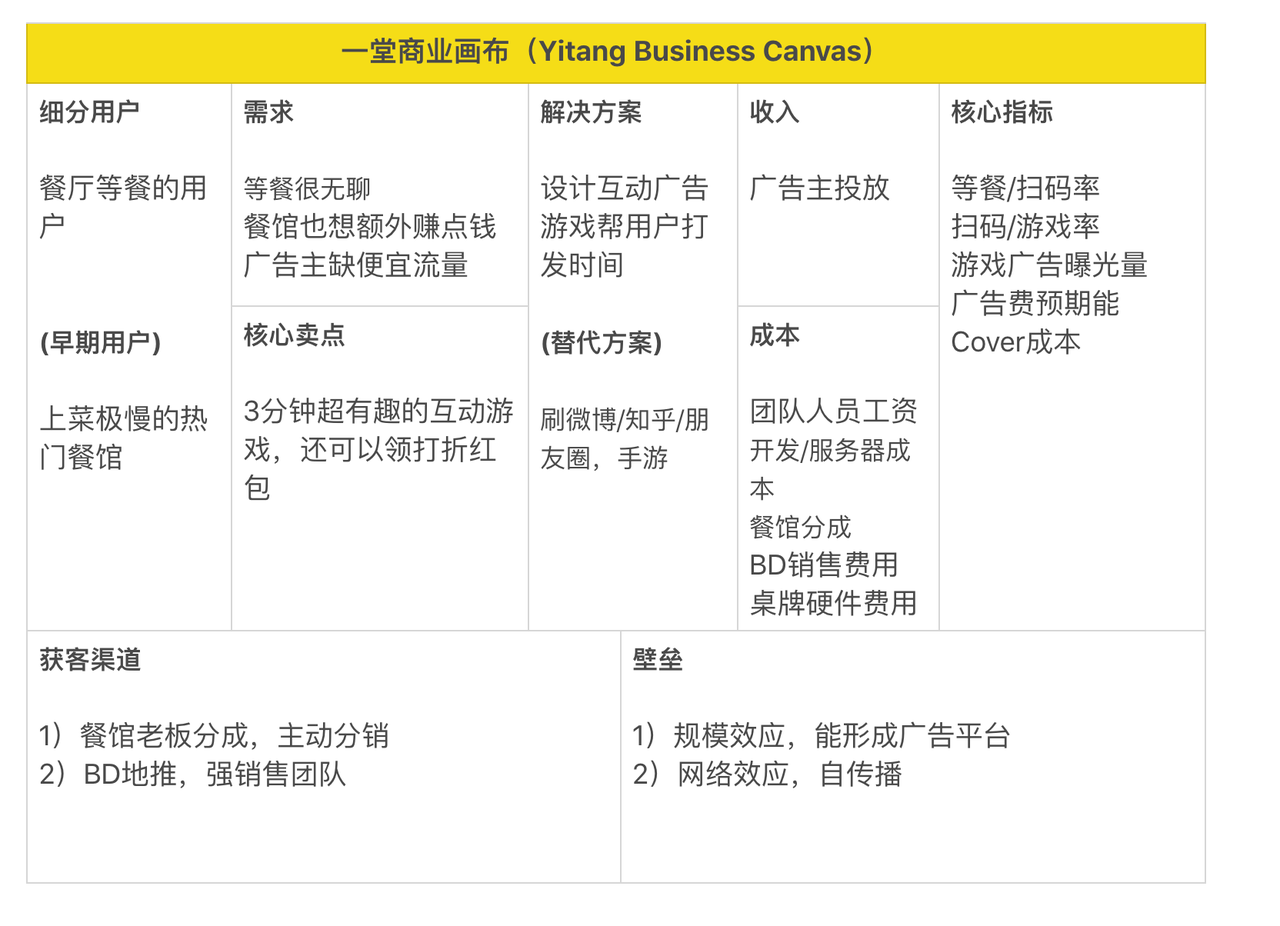 一堂商业画布（Yitang Business Canvas）
细分用户
餐厅等餐的用
户
(早期用户)
上菜极慢的热
门餐馆
需求
等餐很无聊
餐馆也想额外赚点钱
广告主缺便宜流量
核心卖点
3分钟超有趣的互动游
戏，还可以领打折红
包
解决方案
设计互动广告
游戏帮用户打
发时间
(替代方案)
刷微博/知乎/朋
友圈，手游
收入
广告主投放
成本
团队人员工资
开发/服务器成
本
餐馆分成
BD销售费用
桌牌硬件费用
核心指标
等餐/扫码率
扫码/游戏率
游戏广告曝光量
广告费预期能
Cover成本
获客渠道
1）餐馆老板分成，主动分销
2）BD地推，强销售团队
壁垒
1）规模效应，能形成广告平台
2）网络效应，自传播